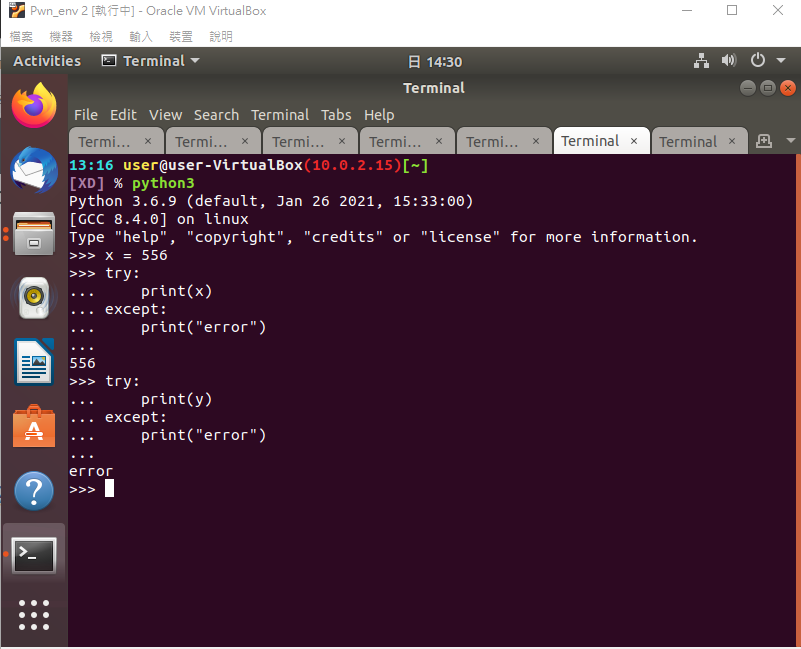 Pwn_env 2 [執行中] - Oracle VM VirtualBox
檔案 機器 檢視 輸入 裝置 說明
Activities Terminal 日 14:30
Terminal
File Edit View Search Terminal Tabs Help
Termi… × Termi… × Termi… × Termi… × Termi… × Terminal × Terminal ×
13:16 user@user-VirtualBox(10.0.2.15)[~]
[XD] % python3
Python 3.6.9 (default, Jan 26 2021, 15:33:00)
[GCC 8.4.0] on linux
Type "help", "copyright", "credits" or "license" for more information.
>>> x = 556
>>> try:
...     print(x)
... except:
...     print("error")
...
556
>>> try:
...     print(y)
... except:
...     print("error")
...
error
>>>